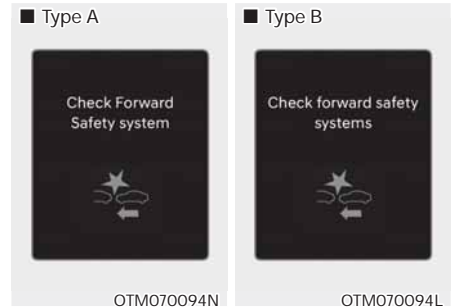 ■ Type A
Check Forward
Safety system
OTM070094N
■ Type B
Check forward safety
systems
OTM070094L